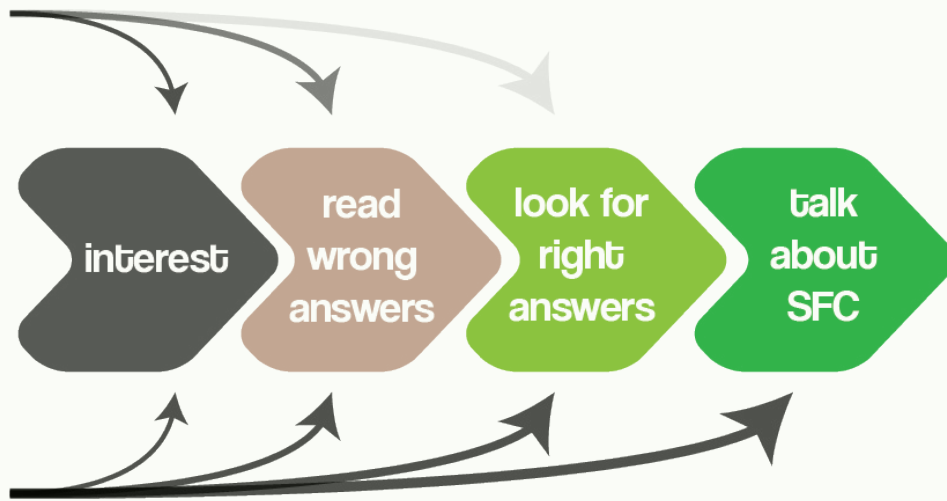 interest
read
wrong
answers
look for
right
answers
talk
about
SFC